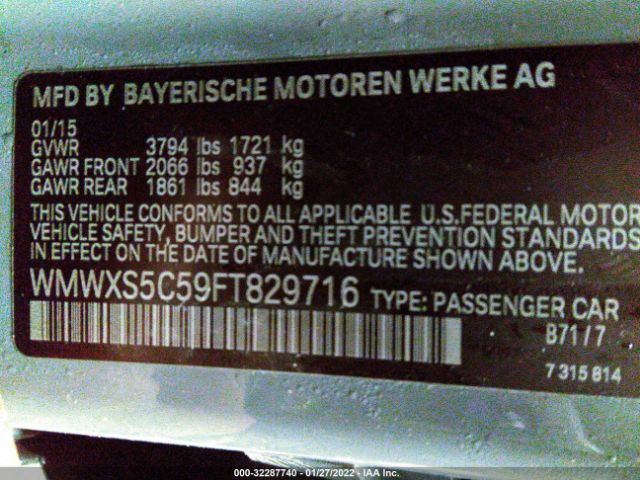 MFD BY BAYERISCHE MOTOREN WERKE AG
01/15
GVWR 3794 lbs 1721 kg
GAWR FRONT 2066 lbs 937 kg
GAWR REAR 1861 lbs 844 kg
THIS VEHICLE CONFORMS TO ALL APPLICABLE U.S.FEDERAL MOTOR
VEHICLE SAFETY, BUMPER AND THEFT PREVENTION STANDARDS
IN EFFECT ON THE DATE OF MANUFACTURE SHOWN ABOVE.
WMWXS5C59FT829716 TYPE: PASSENGER CAR
B71/7
7 315 814
000-32287740 - 01/27/2022 - IAA Inc.